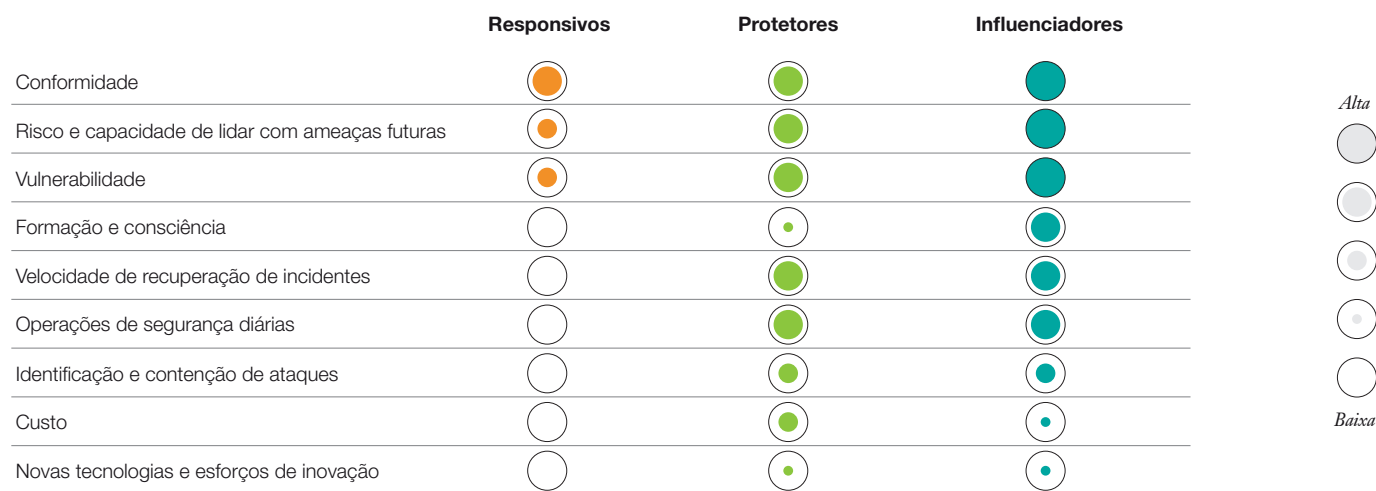 Responsivos Protetores Influenciadores
Conformidade
Alta
Risco e capacidade de lidar com ameaças futuras
Vulnerabilidade
Formação e consciência
Velocidade de recuperação de incidentes
Operações de segurança diárias
Identificação e contenção de ataques
Custo
Baixa
Novas tecnologias e esforços de inovação